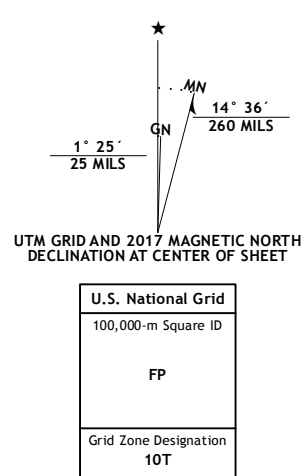 MN
GN
14° 36´
260 MILS
1° 25´
25 MILS
UTM GRID AND 2017 MAGNETIC NORTH
DECLINATION AT CENTER OF SHEET
U.S. National Grid
100,000-m Square ID
FP
Grid Zone Designation
10T